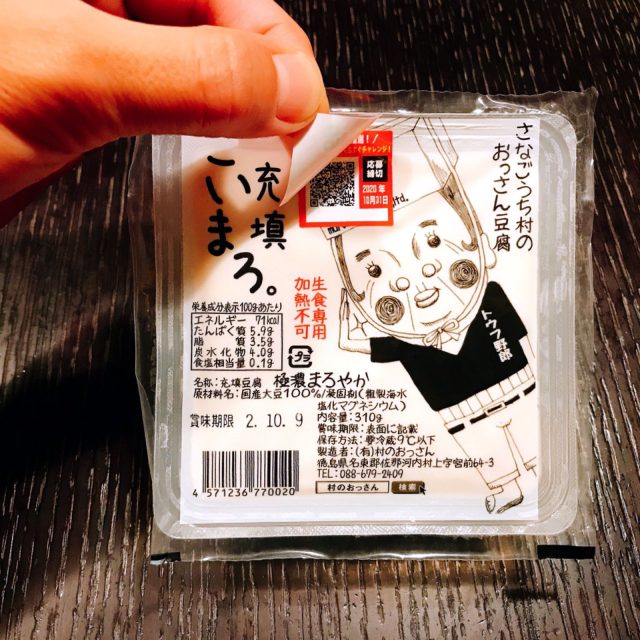 さなごうち村の
おっさん豆腐
応募
締切
2020年
10月31日
td.
充填
こいまろ。
生食専用
加熱不可
トウフ野郎
栄養成分表示100gあたり
エネルギー 71kcal
たんぱく質 5.9g
脂質 3.5g
炭水化物 4.0g
食塩相当量 0.1g
プラ
名称:充填豆腐 極濃まろやか
原材料名:国産大豆100%/凝固剤(粗製海水
塩化マグネシウム)
内容量:310g
賞味期限 2.10.9
賞味期限:表面に記載
保存方法:要冷蔵9℃以下
製造者:(有)村のおっさん
徳島県名東郡佐那河内村上字宮前64-3
TEL:088-679-2409
村のおっさん 検索
4 571236 770020